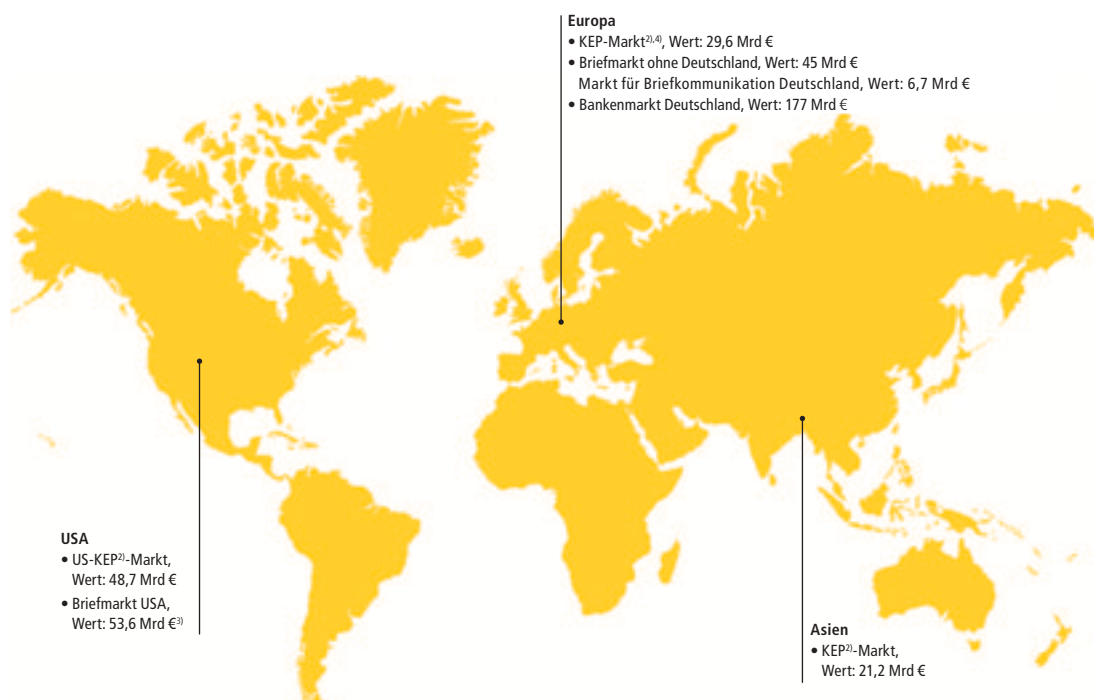 Europa
• KEP-Markt²⁾,⁴⁾, Wert: 29,6 Mrd €
• Briefmarkt ohne Deutschland, Wert: 45 Mrd €
Markt für Briefkommunikation Deutschland, Wert: 6,7 Mrd €
• Bankenmarkt Deutschland, Wert: 177 Mrd €
USA
• US-KEP²⁾-Markt,
Wert: 48,7 Mrd €
• Briefmarkt USA,
Wert: 53,6 Mrd €³⁾
Asien
• KEP²⁾-Markt,
Wert: 21,2 Mrd €